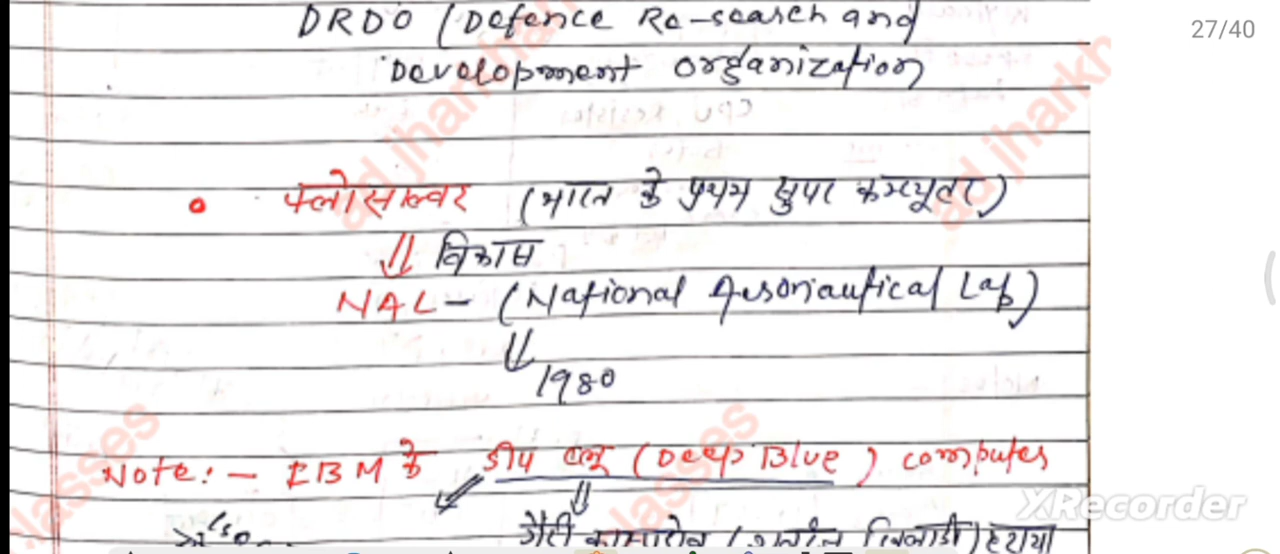 DRDO (Defence Re-search and
Development organization
27/40
फ्लोसाल्वर (भारत के प्रथम सुपर कम्प्यूटर)
विकास
NAL - (National Aeronautical Lab)
1980
Note:- IBM के डीप ब्लू (Deep Blue) computer
हराया
XRecorder